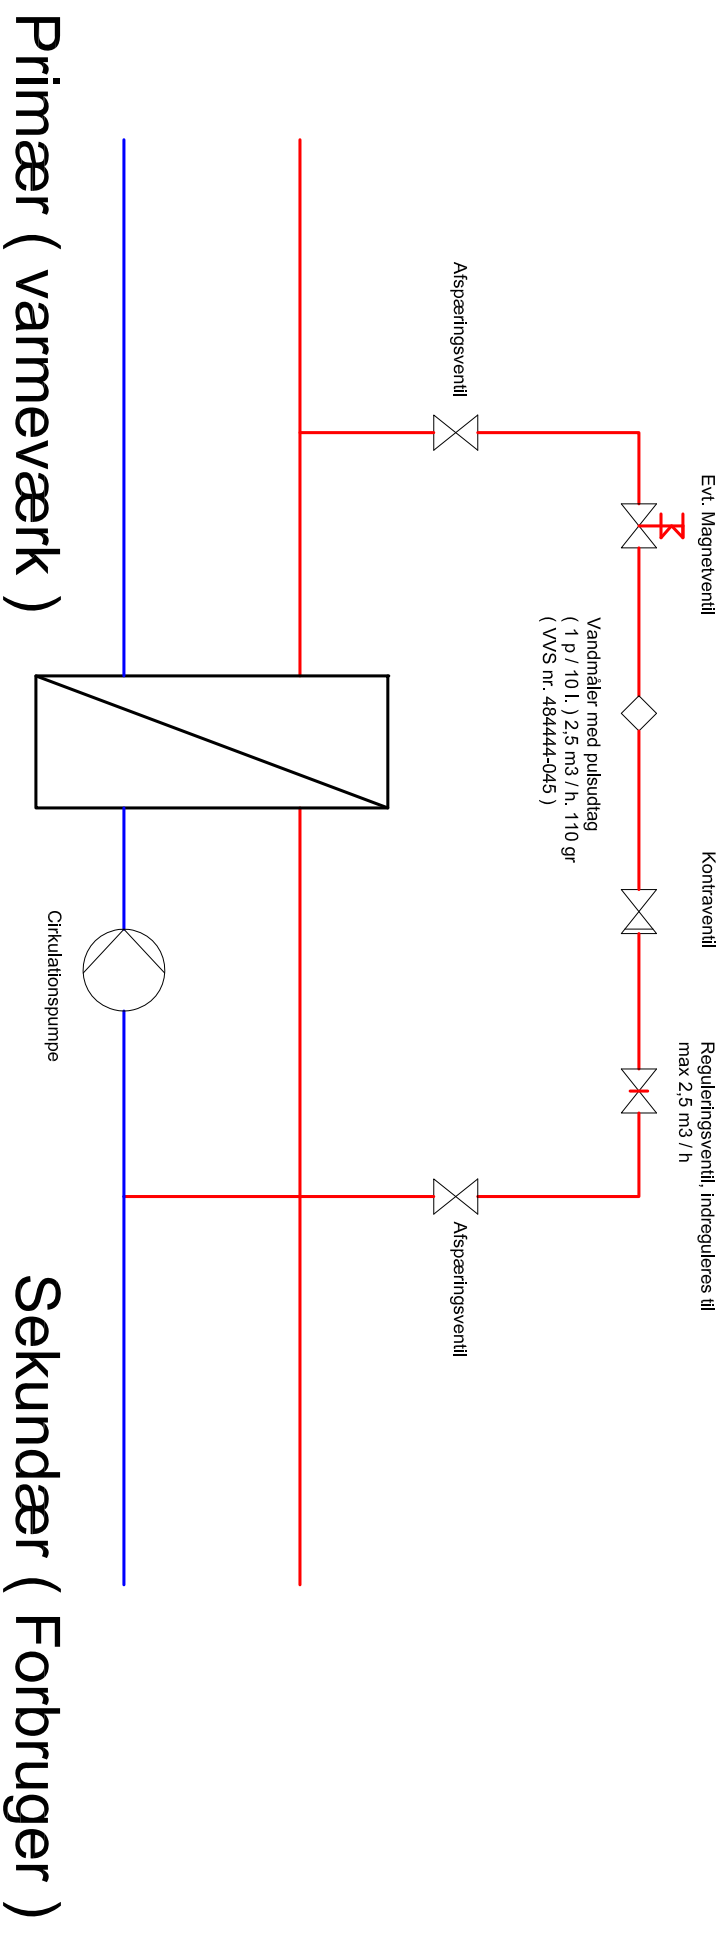 Evt. Magnetventil
Kontraventil
Reguleringsventil, indreguleres til
max 2,5 m3 / h
Vandmåler med pulsudtag
( 1 p / 10 l. ) 2,5 m3 / h. 110 gr
( VVS nr. 484444-045 )
Afspæringsventil
Afspæringsventil
Cirkulationspumpe
Primær ( varmeværk )
Sekundær ( Forbruger )